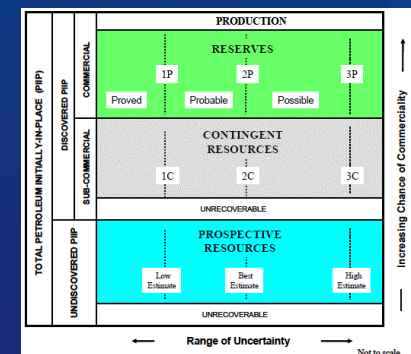 PRODUCTION
RESERVES
1P 2P 3P
Proved Probable Possible
CONTINGENT
RESOURCES
1C 2C 3C
UNRECOVERABLE
PROSPECTIVE
RESOURCES
Low Estimate
Best Estimate
High Estimate
UNRECOVERABLE
TOTAL PETROLEUM INITIALLY-IN-PLACE (PIIP)
DISCOVERED PIIP
COMMERCIAL
SUB-COMMERCIAL
UNDISCOVERED PIIP
Increasing Chance of Commerciality
Range of Uncertainty
Not to scale